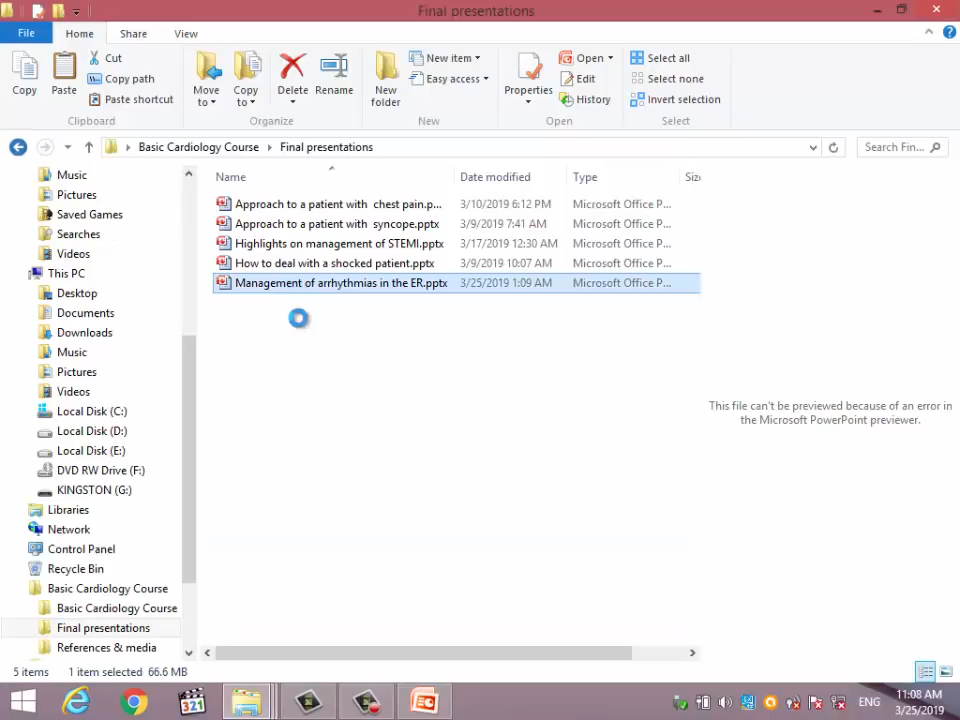 Final presentations
File
Home
Share
View
Copy
Paste
Cut
Copy path
Paste shortcut
Clipboard
Move to
Copy to
Delete
Rename
Organize
New folder
New item
Easy access
New
Properties
Open
Edit
History
Open
Select all
Select none
Invert selection
Select
Basic Cardiology Course
Final presentations
Search Fin...
Music
Pictures
Saved Games
Searches
Videos
This PC
Desktop
Documents
Downloads
Music
Pictures
Videos
Local Disk (C:)
Local Disk (D:)
Local Disk (E:)
DVD RW Drive (F:)
KINGSTON (G:)
Libraries
Network
Control Panel
Recycle Bin
Basic Cardiology Course
Basic Cardiology Course
Final presentations
References & media
Name Date modified Type Size
Approach to a patient with chest pain.p... 3/10/2019 6:12 PM Microsoft Office P...
Approach to a patient with syncope.pptx 3/9/2019 7:41 AM Microsoft Office P...
Highlights on management of STEMI.pptx 3/17/2019 12:30 AM Microsoft Office P...
How to deal with a shocked patient.pptx 3/9/2019 10:07 AM Microsoft Office P...
Management of arrhythmias in the ER.pptx 3/25/2019 1:09 AM Microsoft Office P...
This file can't be previewed because of an error in
the Microsoft PowerPoint previewer.
5 items 1 item selected 66.6 MB
321
ENG
11:08 AM
3/25/2019